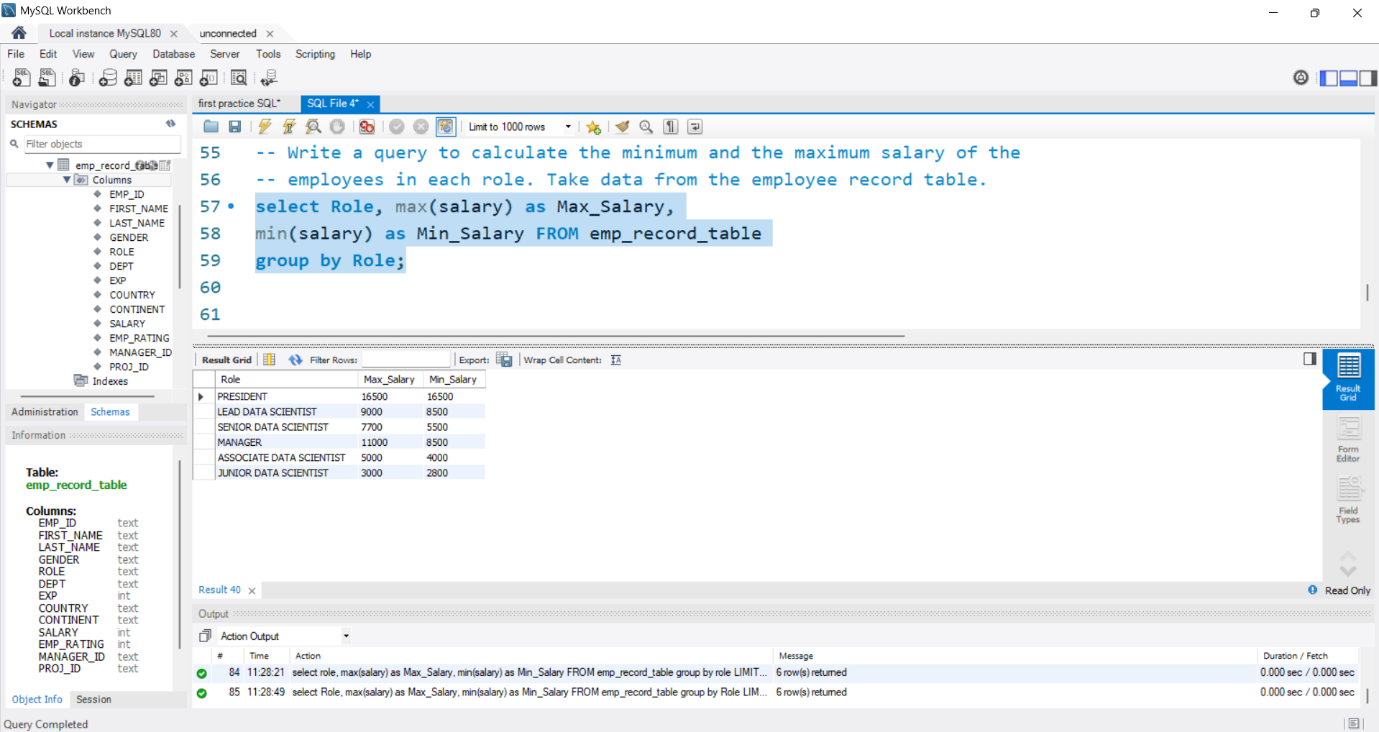 MySQL Workbench
Local instance MySQL80 ×
unconnected ×
File Edit View Query Database Server Tools Scripting Help
Navigator
SCHEMAS
Filter objects
emp_record_table
Columns
EMP_ID
FIRST_NAME
LAST_NAME
GENDER
ROLE
DEPT
EXP
COUNTRY
CONTINENT
SALARY
EMP_RATING
MANAGER_ID
PROJ_ID
Indexes
Administration Schemas
Information
Table:
emp_record_table
Columns:
EMP_ID text
FIRST_NAME text
LAST_NAME text
GENDER text
ROLE text
DEPT text
EXP int
COUNTRY text
CONTINENT text
SALARY int
EMP_RATING int
MANAGER_ID text
PROJ_ID text
Object Info Session
first practice SQL* SQL File 4* ×
Limit to 1000 rows
55 -- Write a query to calculate the minimum and the maximum salary of the
56 -- employees in each role. Take data from the employee record table.
57 select Role, max(salary) as Max_Salary,
58 min(salary) as Min_Salary FROM emp_record_table
59 group by Role;
60
61
Result Grid Filter Rows: Export: Wrap Cell Content:
Role Max_Salary Min_Salary
PRESIDENT 16500 16500
LEAD DATA SCIENTIST 9000 8500
SENIOR DATA SCIENTIST 7700 5500
MANAGER 11000 8500
ASSOCIATE DATA SCIENTIST 5000 4000
JUNIOR DATA SCIENTIST 3000 2800
Result
Grid
Form
Editor
Field
Types
Result 40 ×
Read Only
Output
Action Output
# Time Action Message Duration / Fetch
84 11:28:21 select role, max(salary) as Max_Salary, min(salary) as Min_Salary FROM emp_record_table group by role LIMIT... 6 row(s) returned 0.000 sec / 0.000 sec
85 11:28:49 select Role, max(salary) as Max_Salary, min(salary) as Min_Salary FROM emp_record_table group by Role LIM... 6 row(s) returned 0.000 sec / 0.000 sec
Query Completed